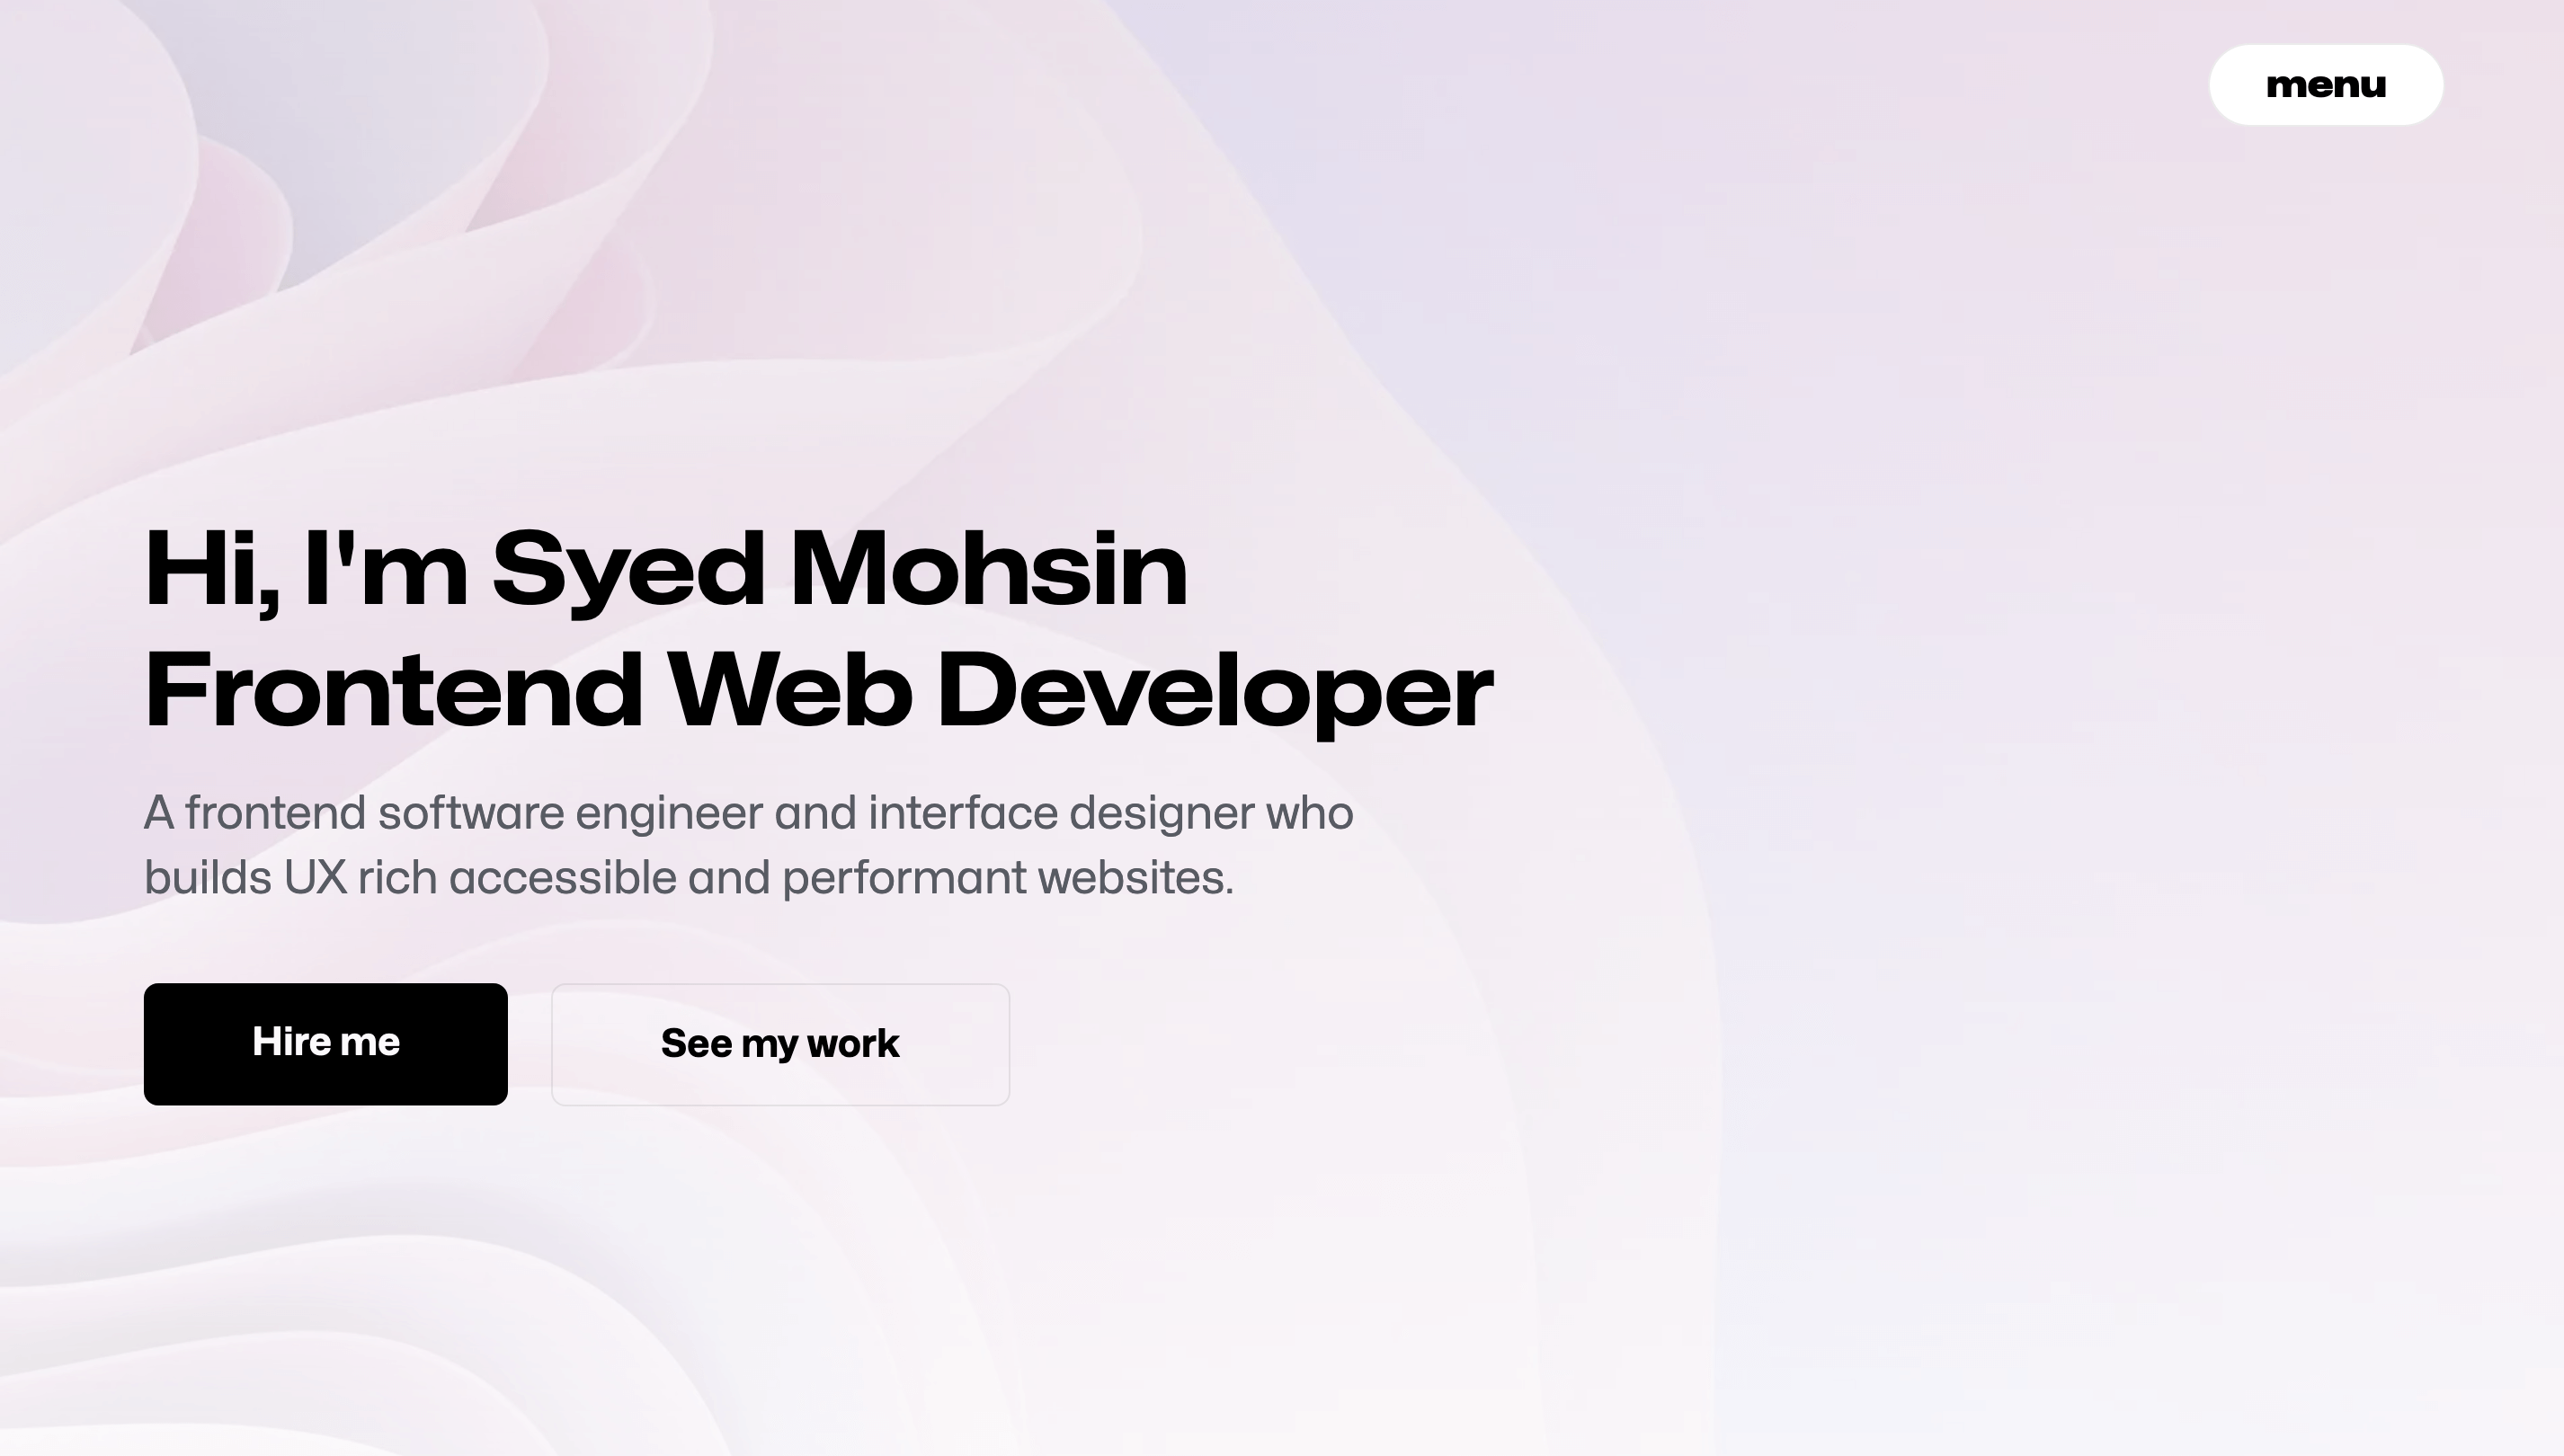 menu
Hi, I'm Syed Mohsin
Frontend Web Developer
A frontend software engineer and interface designer who
builds UX rich accessible and performant websites.
Hire me
See my work